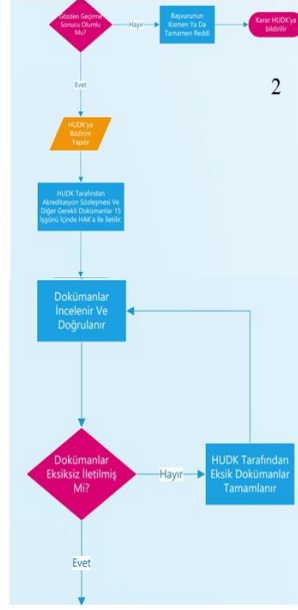 Gözden Geçirme
Sonucu Olumlu
Mu?
Hayır
Başvurunun
Kısmen Ya Da
Tamamen Reddi
Karar HUDK'ya
bildirilir
2
Evet
HUDK'ya
Bildirim
Yapılır
HUDK Tarafından
Akreditasyon Sözleşmesi Ve
Diğer Gerekli Dokümanlar 15
İşgünü İçinde HAK'a İle İletilir.
Dokümanlar
İncelenir Ve
Doğrulanır
Dokümanlar
Eksiksiz İletilmiş
Mi?
Hayır
HUDK Tarafından
Eksik Dokümanlar
Tamamlanır
Evet